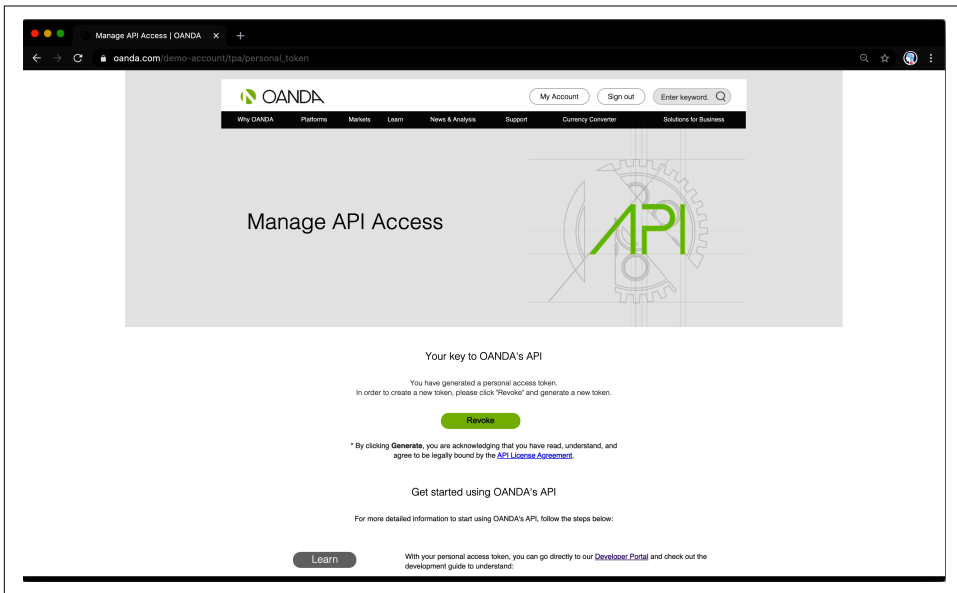 Manage API Access | OANDA
oanda.com/demo-account/tpa/personal_token
OANDA
My Account
Sign out
Enter keyword.
Why OANDA Platforms Markets Learn News & Analysis Support Currency Converter Solutions for Business
Manage API Access
API
Your key to OANDA's API
You have generated a personal access token.
In order to create a new token, please click "Revoke" and generate a new token.
Revoke
* By clicking Generate, you are acknowledging that you have read, understand, and
agree to be legally bound by the API License Agreement.
Get started using OANDA's API
For more detailed information to start using OANDA's API, follow the steps below:
Learn
With your personal access token, you can go directly to our Developer Portal and check out the
development guide to understand: